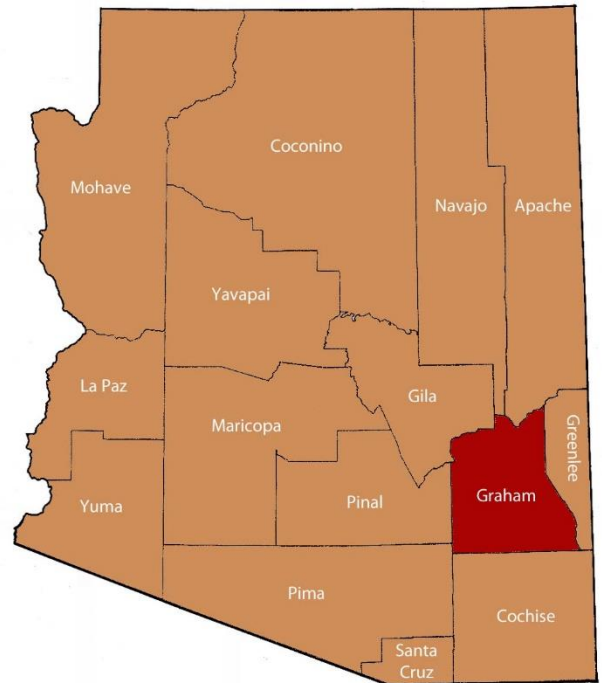 Coconino
Mohave
Navajo
Apache
Yavapai
La Paz
Gila
Maricopa
Greenlee
Graham
Yuma
Pinal
Pima
Cochise
Santa
Cruz